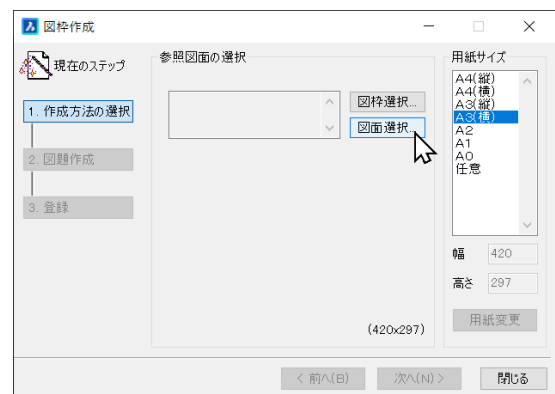 図枠作成
現在のステップ
1. 作成方法の選択
2. 図題作成
3. 登録
参照図面の選択
図枠選択...
図面選択...
(420x297)
用紙サイズ
A4(縦)
A4(横)
A3(縦)
A3(横)
A2
A1
A0
任意
幅 420
高さ 297
用紙変更
< 前へ(B)
次へ(N) >
閉じる